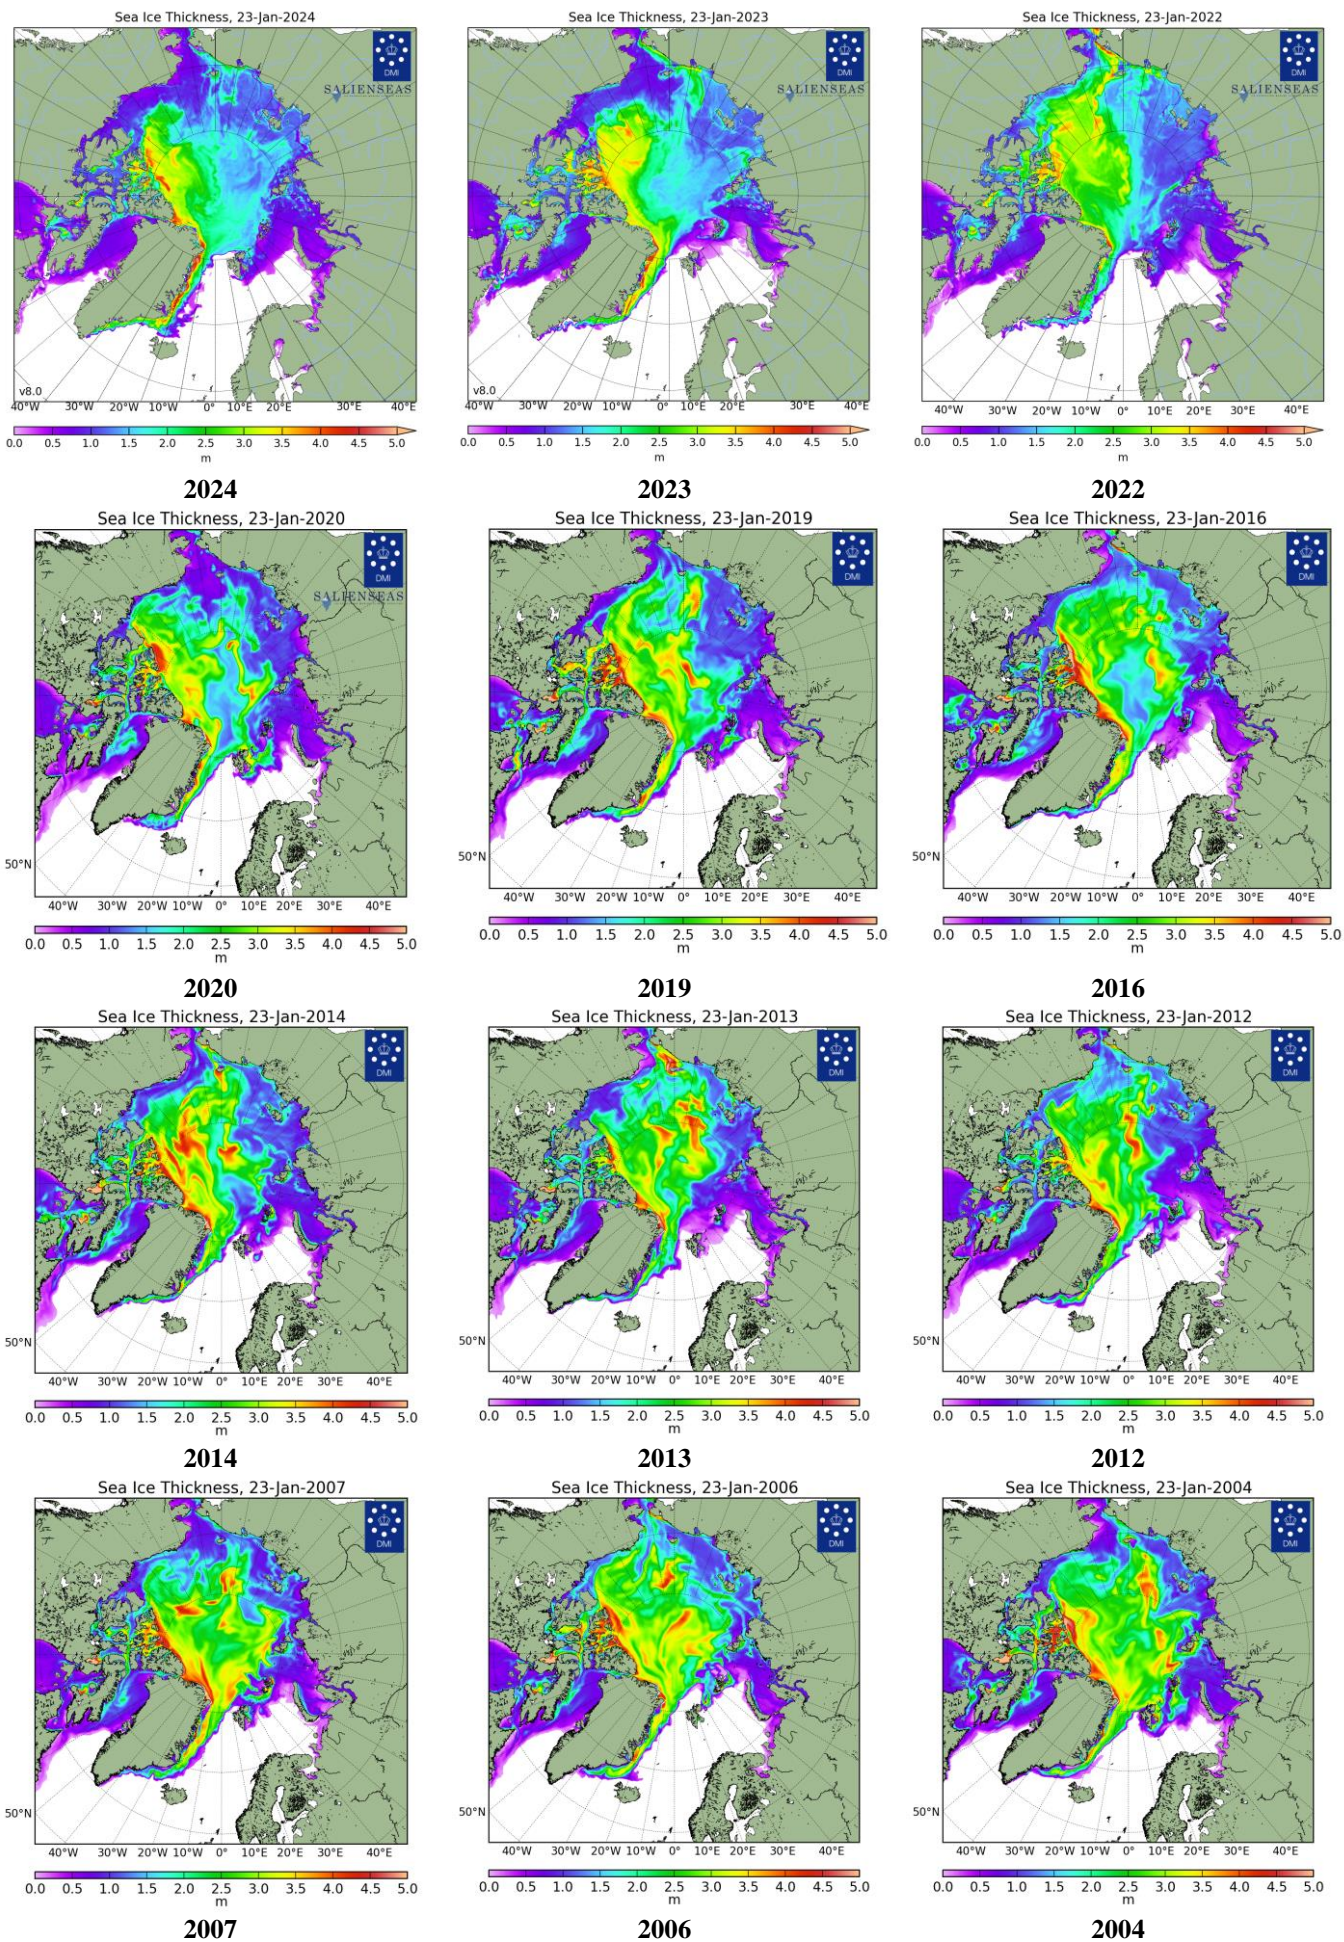 Sea Ice Thickness, 23-Jan-2024
Sea Ice Thickness, 23-Jan-2023
Sea Ice Thickness, 23-Jan-2022
DMI
DMI
DMI
SALIENSEAS
SALIENSEAS
SALIENSEAS
v8.0
v8.0
40°W 30°W 20°W 10°W 0° 10°E 20°E 30°E 40°E
40°W 30°W 20°W 10°W 0° 10°E 20°E 30°E 40°E
40°W 30°W 20°W 10°W 0° 10°E 20°E 30°E 40°E
0.0 0.5 1.0 1.5 2.0 2.5 3.0 3.5 4.0 4.5 5.0
0.0 0.5 1.0 1.5 2.0 2.5 3.0 3.5 4.0 4.5 5.0
0.0 0.5 1.0 1.5 2.0 2.5 3.0 3.5 4.0 4.5 5.0
m
m
m
2024
2023
2022
Sea Ice Thickness, 23-Jan-2020
Sea Ice Thickness, 23-Jan-2019
Sea Ice Thickness, 23-Jan-2016
DMI
DMI
DMI
SALIENSEAS
50°N
50°N
50°N
40°W 30°W 20°W 10°W 0° 10°E 20°E 30°E 40°E
40°W 30°W 20°W 10°W 0° 10°E 20°E 30°E 40°E
40°W 30°W 20°W 10°W 0° 10°E 20°E 30°E 40°E
0.0 0.5 1.0 1.5 2.0 2.5 3.0 3.5 4.0 4.5 5.0
0.0 0.5 1.0 1.5 2.0 2.5 3.0 3.5 4.0 4.5 5.0
0.0 0.5 1.0 1.5 2.0 2.5 3.0 3.5 4.0 4.5 5.0
m
m
m
2020
2019
2016
Sea Ice Thickness, 23-Jan-2014
Sea Ice Thickness, 23-Jan-2013
Sea Ice Thickness, 23-Jan-2012
DMI
DMI
DMI
50°N
50°N
50°N
40°W 30°W 20°W 10°W 0° 10°E 20°E 30°E 40°E
40°W 30°W 20°W 10°W 0° 10°E 20°E 30°E 40°E
40°W 30°W 20°W 10°W 0° 10°E 20°E 30°E 40°E
0.0 0.5 1.0 1.5 2.0 2.5 3.0 3.5 4.0 4.5 5.0
0.0 0.5 1.0 1.5 2.0 2.5 3.0 3.5 4.0 4.5 5.0
0.0 0.5 1.0 1.5 2.0 2.5 3.0 3.5 4.0 4.5 5.0
m
m
m
2014
2013
2012
Sea Ice Thickness, 23-Jan-2007
Sea Ice Thickness, 23-Jan-2006
Sea Ice Thickness, 23-Jan-2004
DMI
DMI
DMI
50°N
50°N
50°N
40°W 30°W 20°W 10°W 0° 10°E 20°E 30°E 40°E
40°W 30°W 20°W 10°W 0° 10°E 20°E 30°E 40°E
40°W 30°W 20°W 10°W 0° 10°E 20°E 30°E 40°E
0.0 0.5 1.0 1.5 2.0 2.5 3.0 3.5 4.0 4.5 5.0
0.0 0.5 1.0 1.5 2.0 2.5 3.0 3.5 4.0 4.5 5.0
0.0 0.5 1.0 1.5 2.0 2.5 3.0 3.5 4.0 4.5 5.0
m
m
m
2007
2006
2004